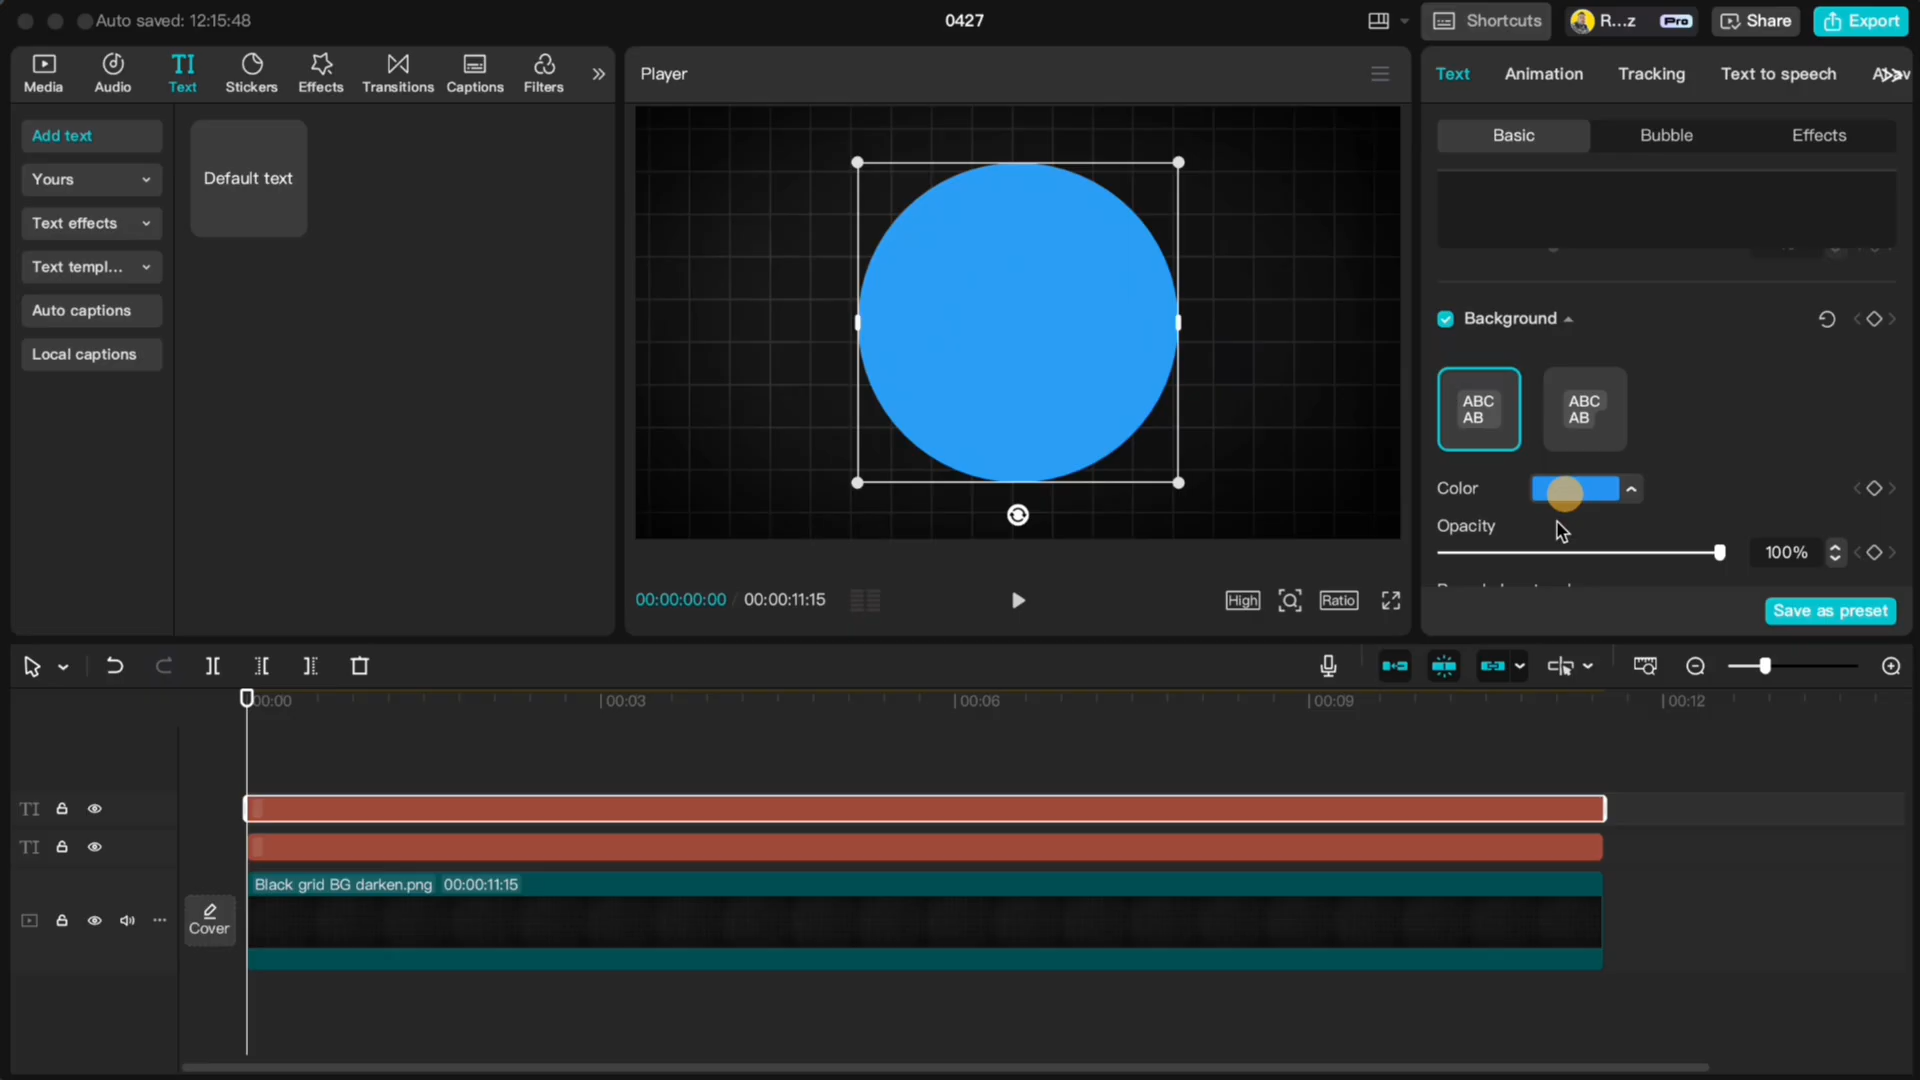 Auto saved: 12:15:48
0427
Shortcuts
R...z
Pro
Share
Export
Media
Audio
TI
Text
Stickers
Effects
Transitions
Captions
Filters
Player
Text
Animation
Tracking
Text to speech
Add text
Yours
Text effects
Text templ...
Auto captions
Local captions
Default text
Basic
Bubble
Effects
Background
ABC
AB
ABC
AB
Color
Opacity
100%
Save as preset
00:00:00:00 / 00:00:11:15
High
Ratio
00:00
00:03
00:06
00:09
00:12
TI
TI
Black grid BG darken.png 00:00:11:15
Cover